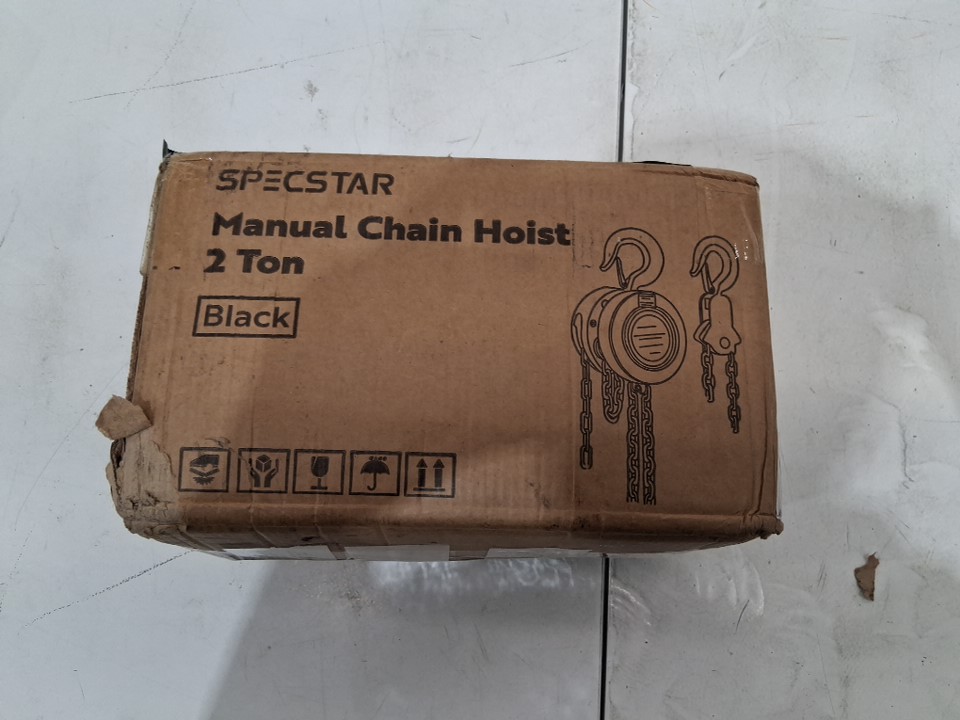 SPECSTAR
Manual Chain Hoist
2 Ton
Black